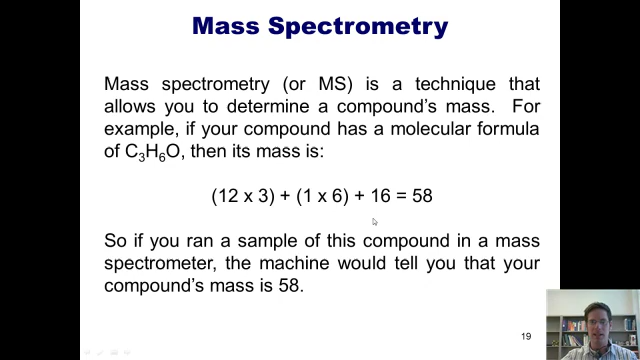 Mass Spectrometry
Mass spectrometry (or MS) is a technique that
allows you to determine a compound's mass. For
example, if your compound has a molecular formula
of C₃H₆O, then its mass is:
(12 x 3) + (1 x 6) + 16 = 58
So if you ran a sample of this compound in a mass
spectrometer, the machine would tell you that your
compound's mass is 58.
19